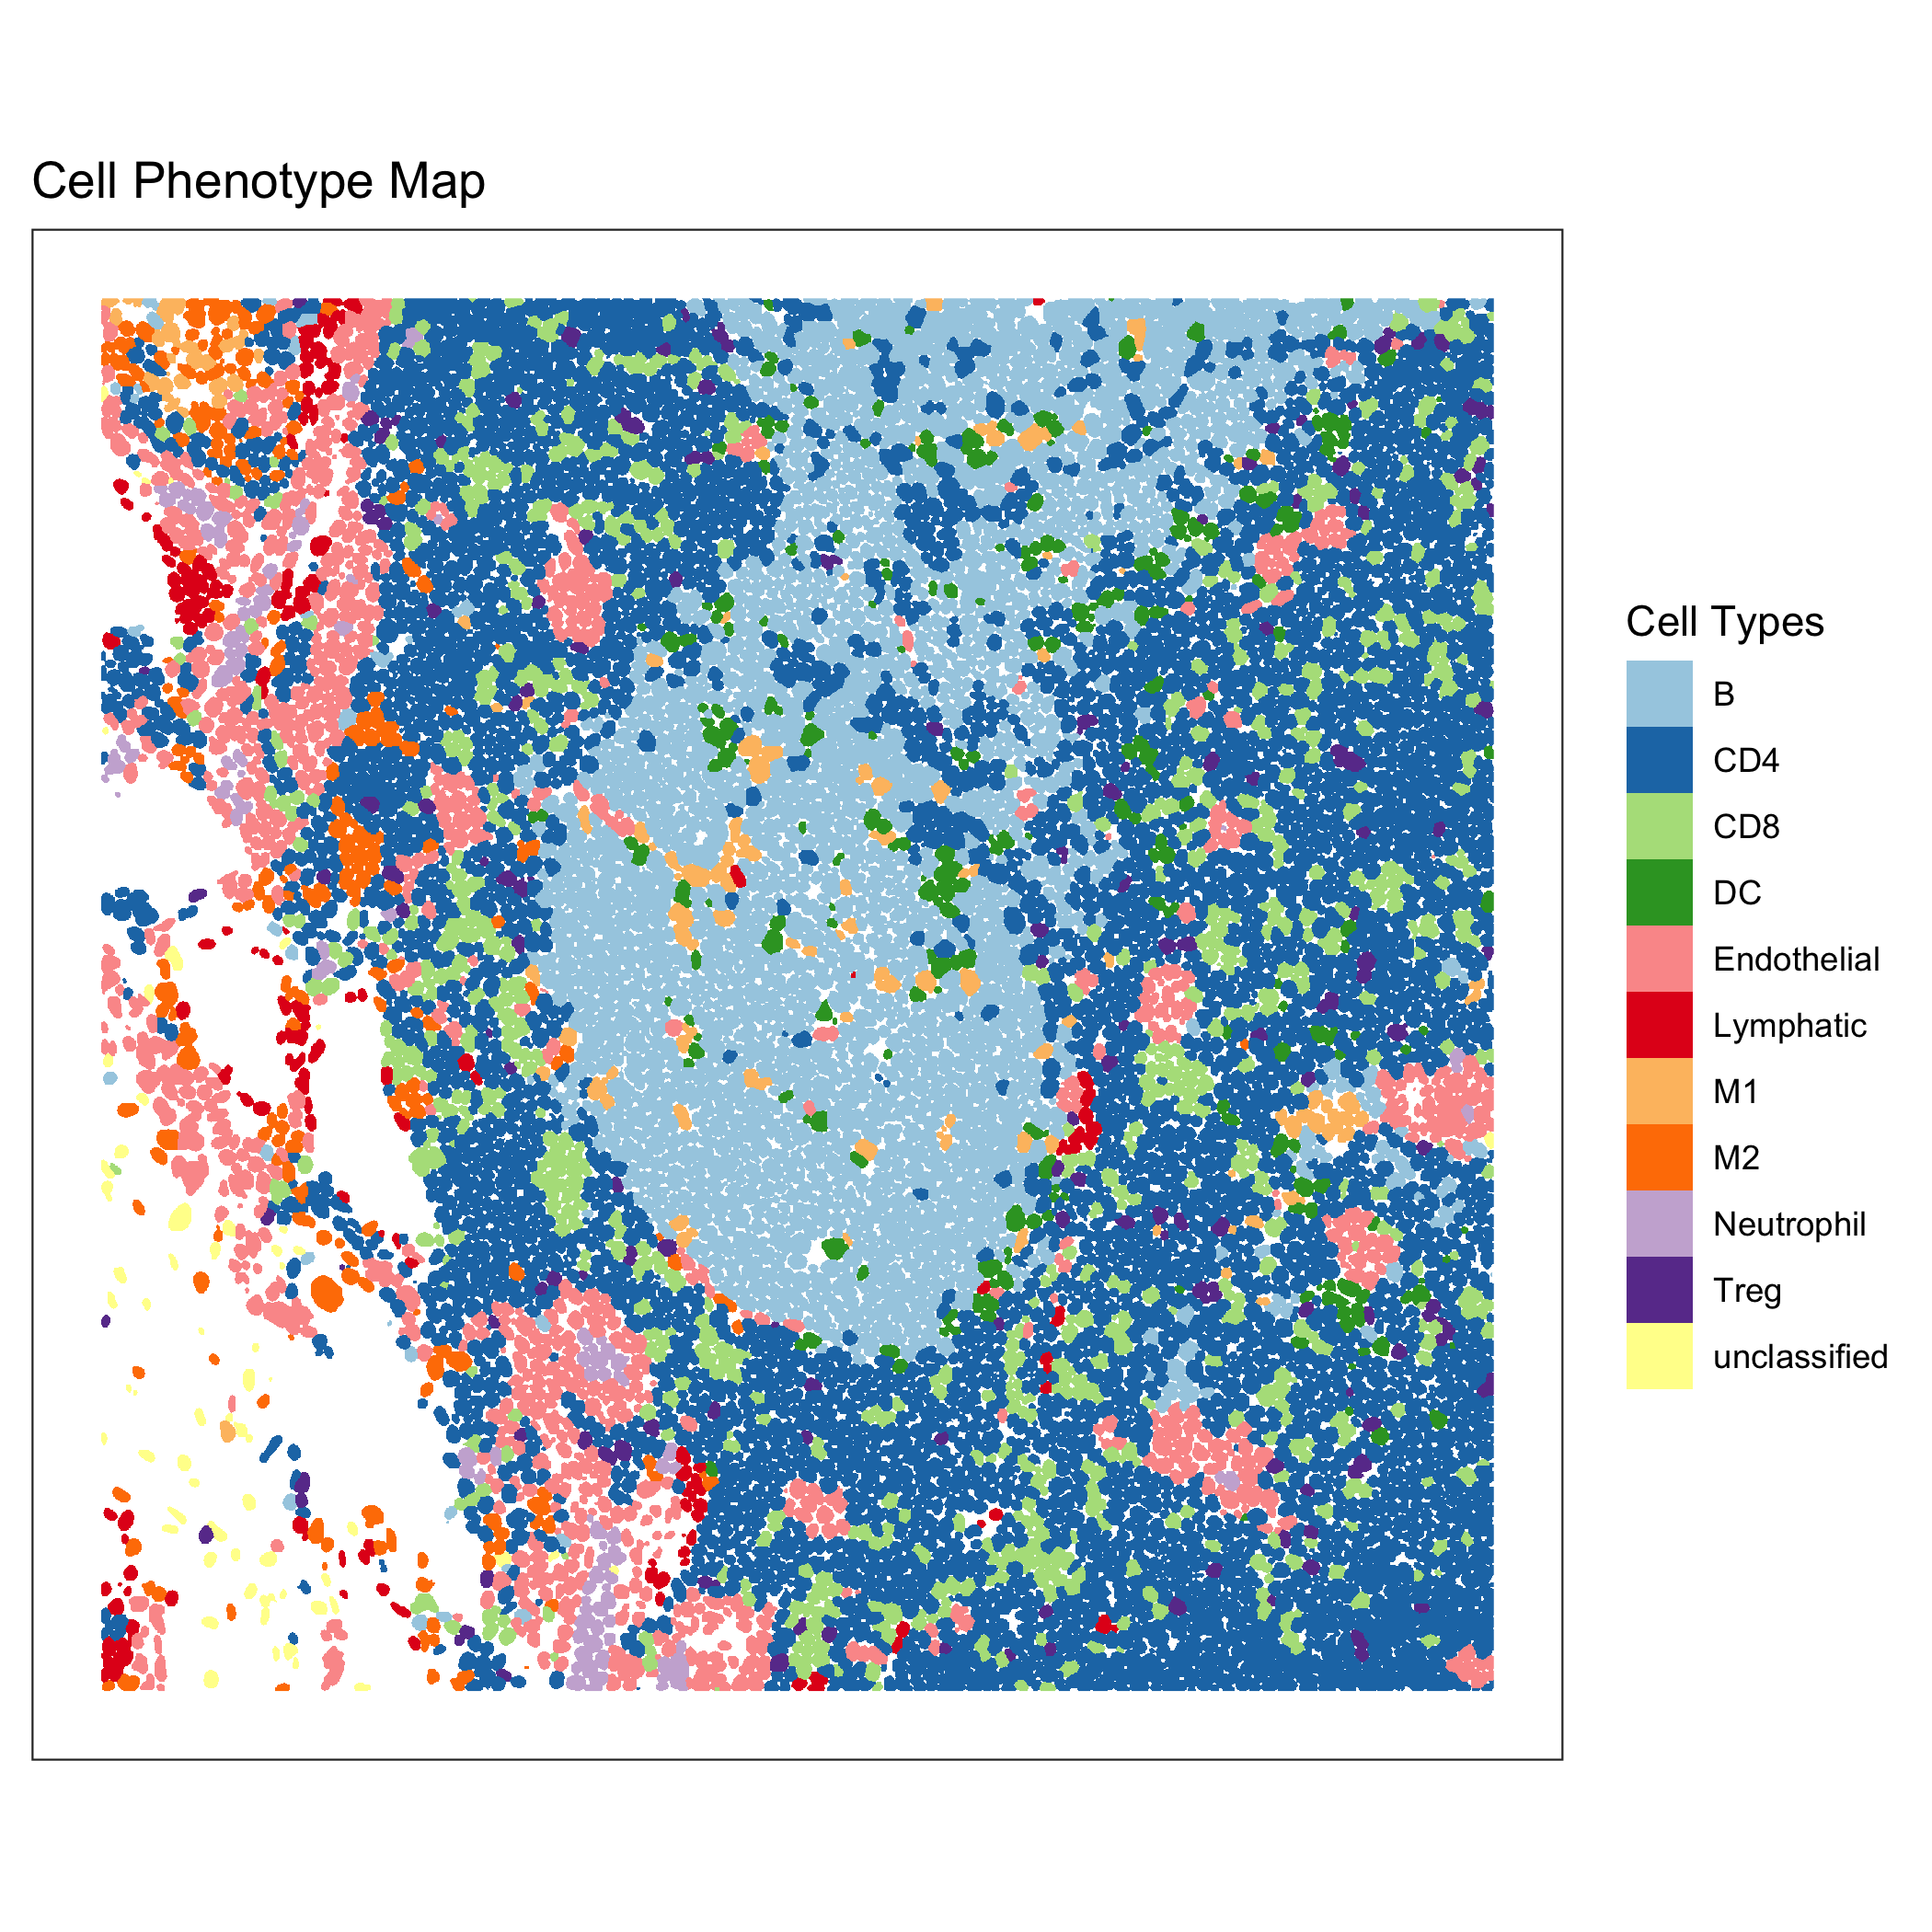 Cell Phenotype Map
Cell Types
B
CD4
CD8
DC
Endothelial
Lymphatic
M1
M2
Neutrophil
Treg
unclassified